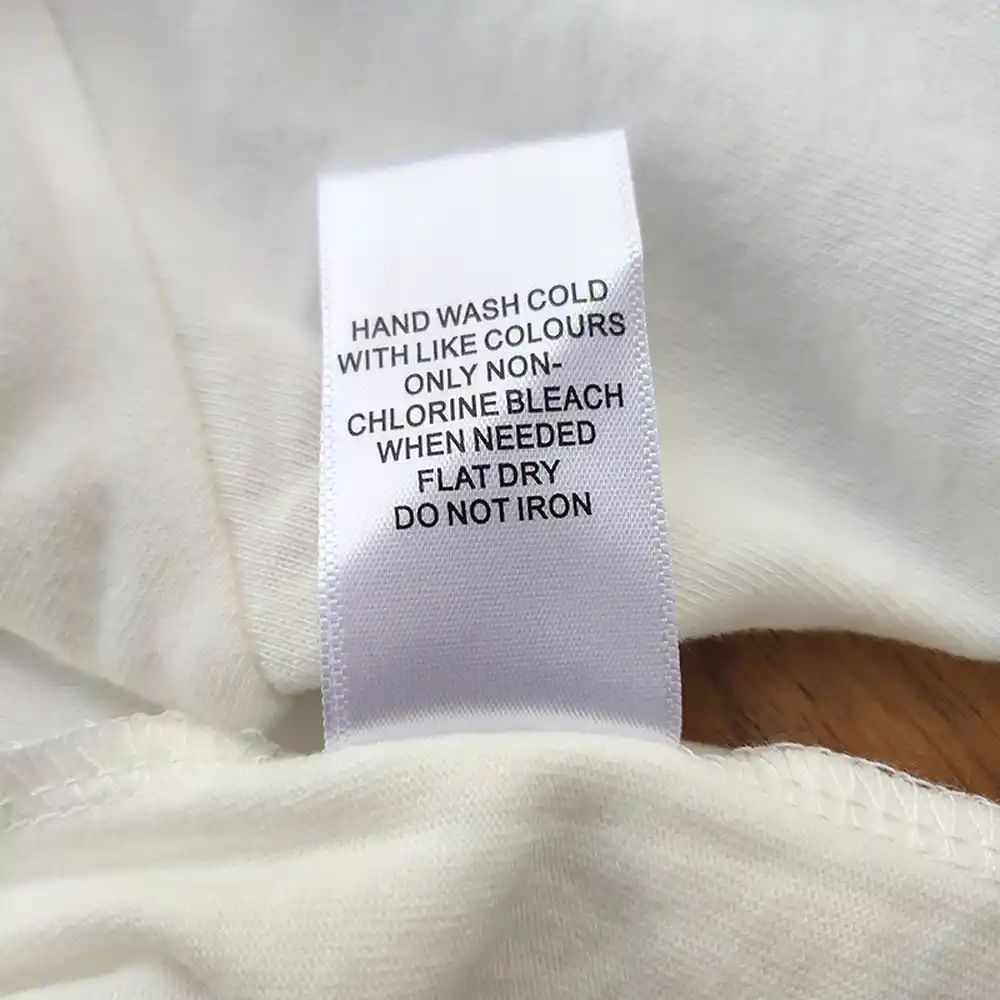 HAND WASH COLD
WITH LIKE COLOURS
ONLY NON-
CHLORINE BLEACH
WHEN NEEDED
FLAT DRY
DO NOT IRON